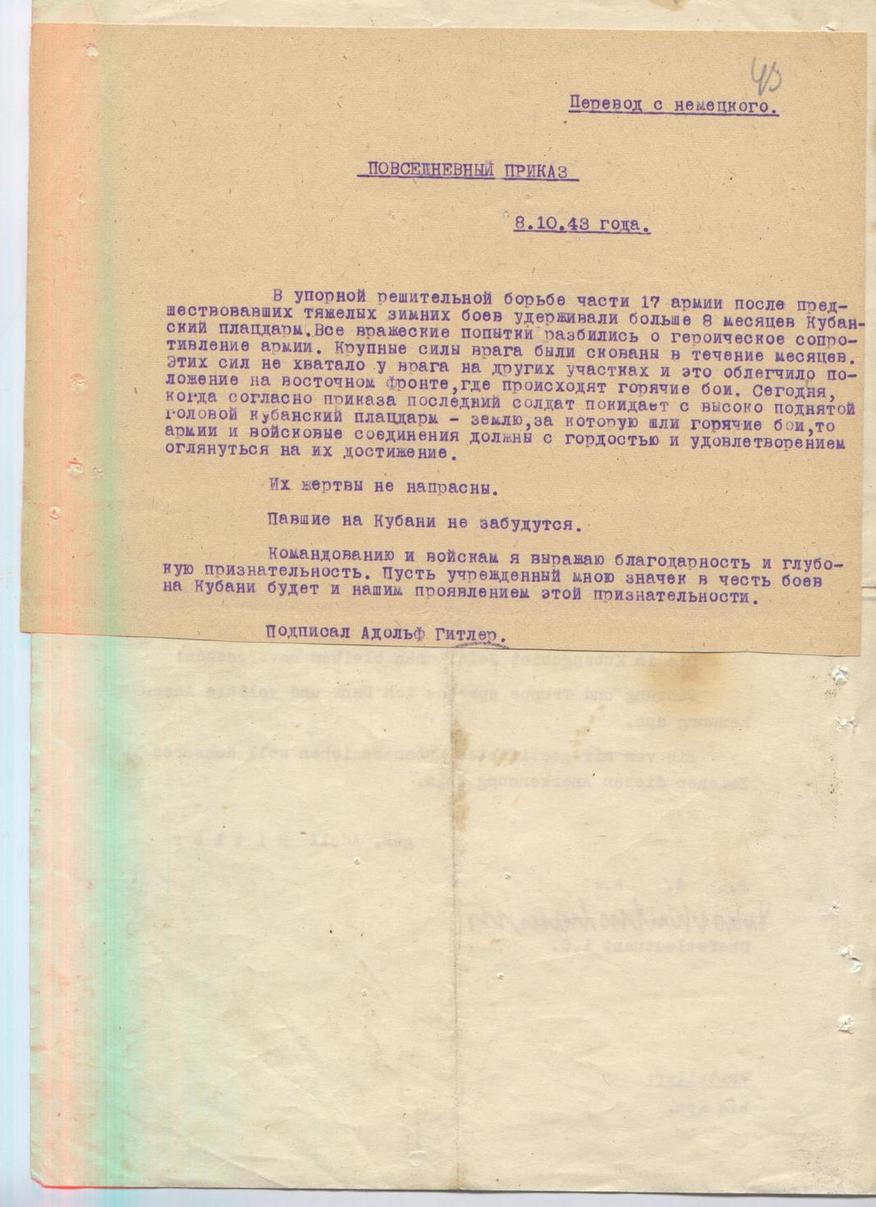 43
Перевод с немецкого.
ПОВСЕДНЕВНЫЙ ПРИКАЗ
8.10.43 года.
В упорной решительной борьбе части 17 армии после пред-
шествовавших тяжелых зимних боев удерживали больше 8 месяцев Кубан-
ский плацдарм.Все вражеские попытки разбились о героическое сопро-
тивление армии. Крупные силы врага были скованы в течение месяцев.
Этих сил не хватало у врага на других участках и это облегчило по-
ложение на восточном фронте,где происходят горячие бои. Сегодня,
когда согласно приказа последний солдат покидает с высоко поднятой
головой Кубанский плацдарм - землю,за которую шли горячие бои,то
армии и войсковые соединения должны с гордостью и удовлетворением
оглянуться на их достижение.
Их жертвы не напрасны.
Павшие на Кубани не забудутся.
Командованию и войскам я выражаю благодарность и глубо-
кую признательность. Пусть учрежденный мною значек в честь боев
на Кубани будет и нашим проявлением этой признательности.
Подписал Адольф Гитлер.